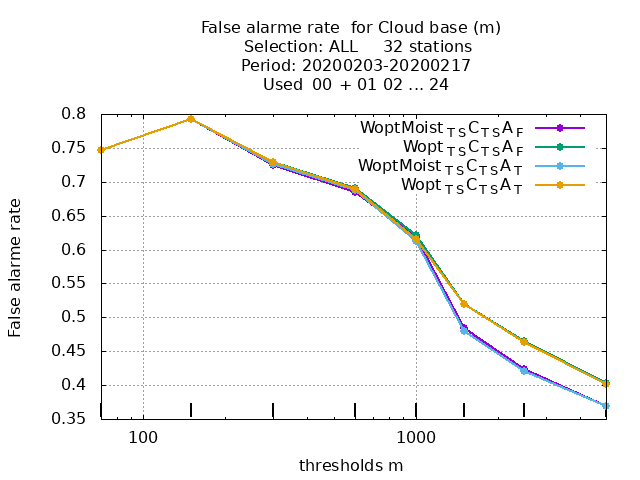 False alarme rate  for Cloud base (m)
Selection: ALL     32 stations
Period: 20200203-20200217
Used  00 + 01 02 ... 24
WoptMoist TS C TS A F
Wopt TS C TS A F
WoptMoist TS C TS A T
Wopt TS C TS A T
False alarme rate
0.8
0.75
0.7
0.65
0.6
0.55
0.5
0.45
0.4
0.35
100
1000
thresholds m